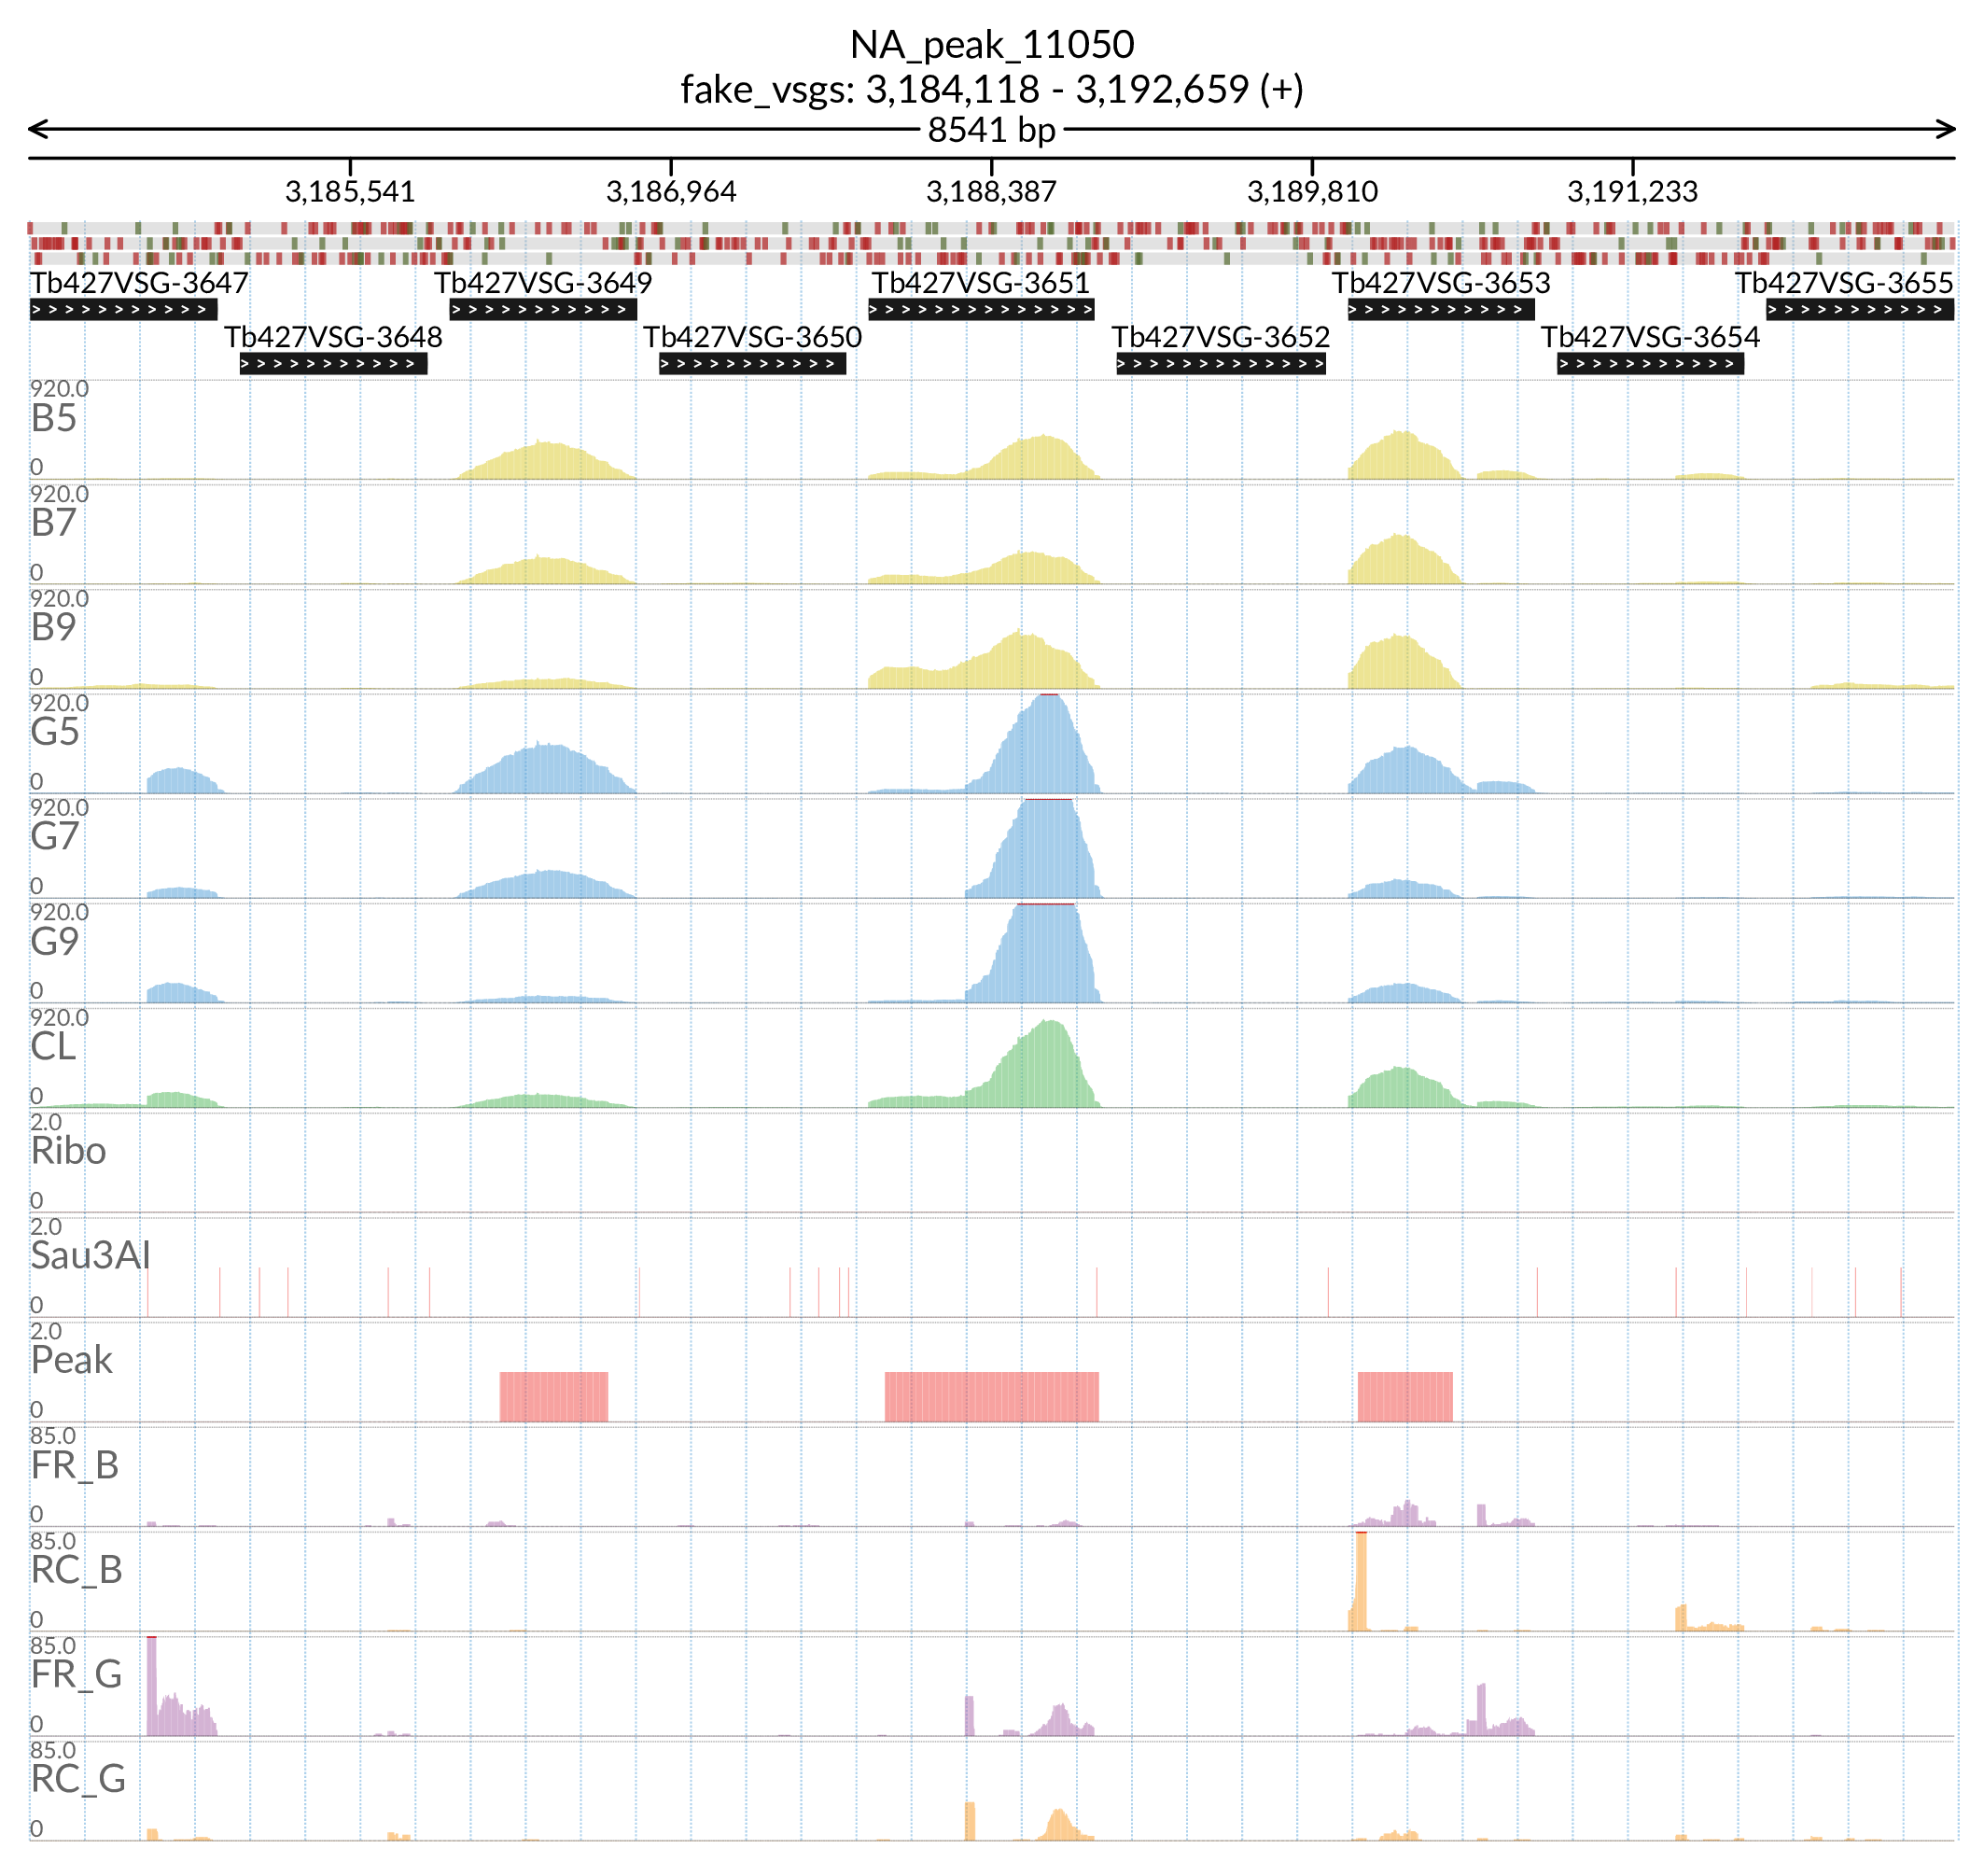 NA_peak_11050
fake_vsgs: 3,184,118 - 3,192,659 (+)
8541 bp
3,185,541 3,186,964 3,188,387 3,189,810 3,191,233
Tb427VSG-3647 Tb427VSG-3649 Tb427VSG-3651 Tb427VSG-3653 Tb427VSG-3655
Tb427VSG-3648 Tb427VSG-3650 Tb427VSG-3652 Tb427VSG-3654
920.0
B5
0
920.0
B7
0
920.0
B9
0
920.0
G5
0
920.0
G7
0
920.0
G9
0
920.0
CL
0
2.0
Ribo
0
2.0
Sau3AI
0
2.0
Peak
0
85.0
FR_B
0
85.0
RC_B
0
85.0
FR_G
0
85.0
RC_G
0